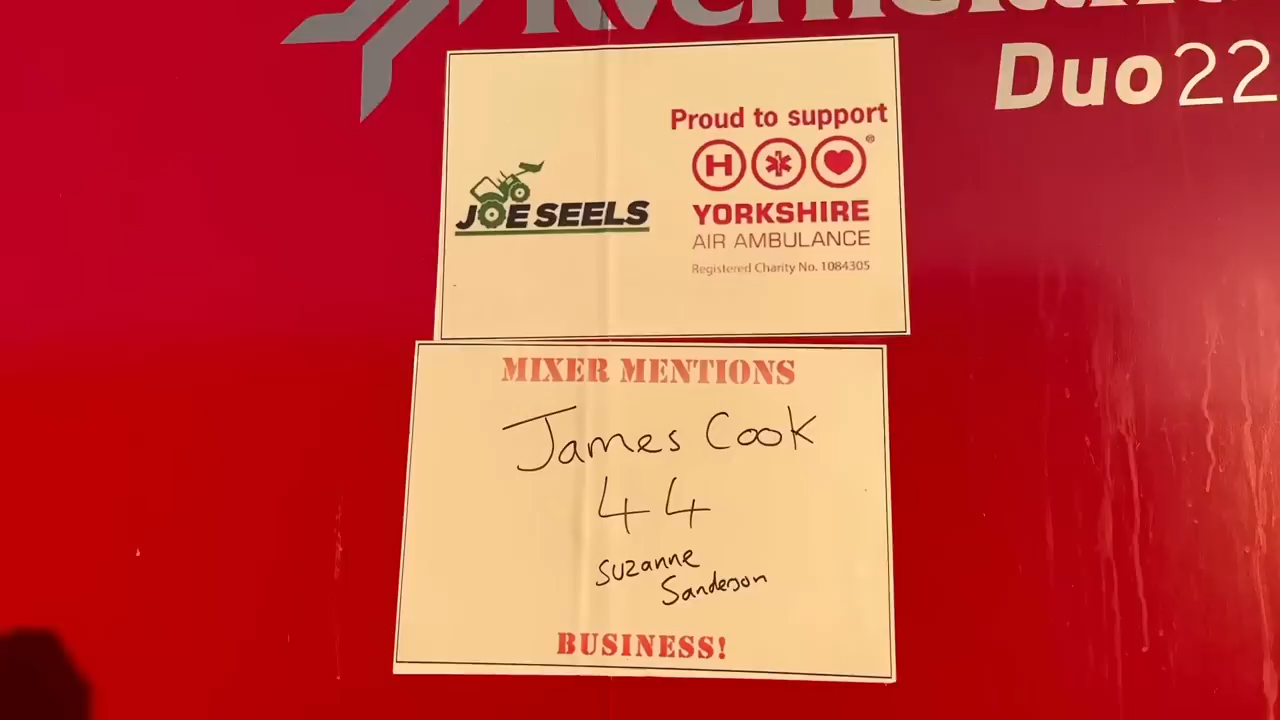 Duo22
Proud to support
H
JOE SEELS
YORKSHIRE
AIR AMBULANCE
Registered Charity No. 1084305
MIXER MENTIONS
James Cook
44
Suzanne
Sanderson
BUSINESS!